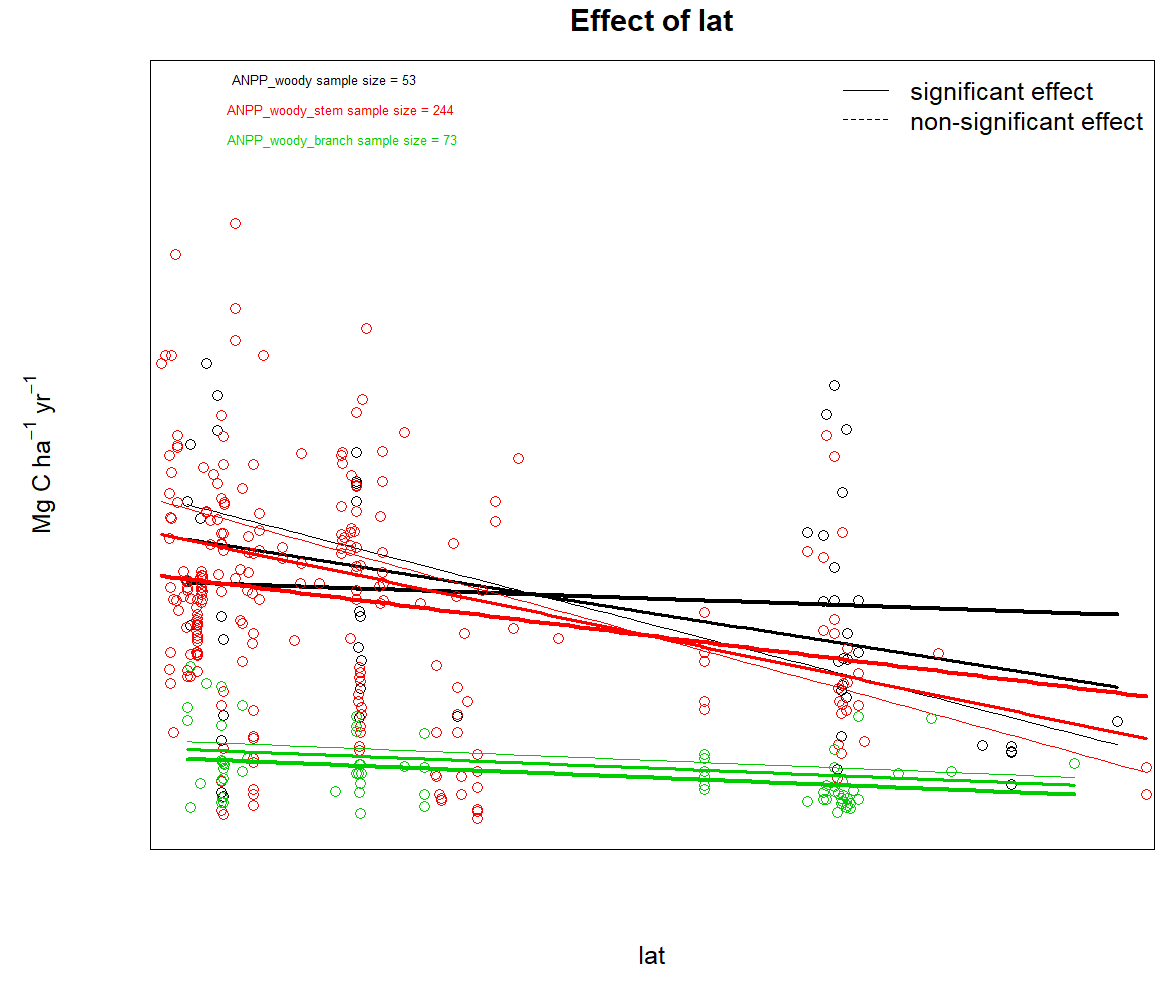 Effect of lat
ANPP_woody sample size = 53
ANPP_woody_stem sample size = 244
ANPP_woody_branch sample size = 73
significant effect
non-significant effect
Mg C ha⁻¹ yr⁻¹
lat